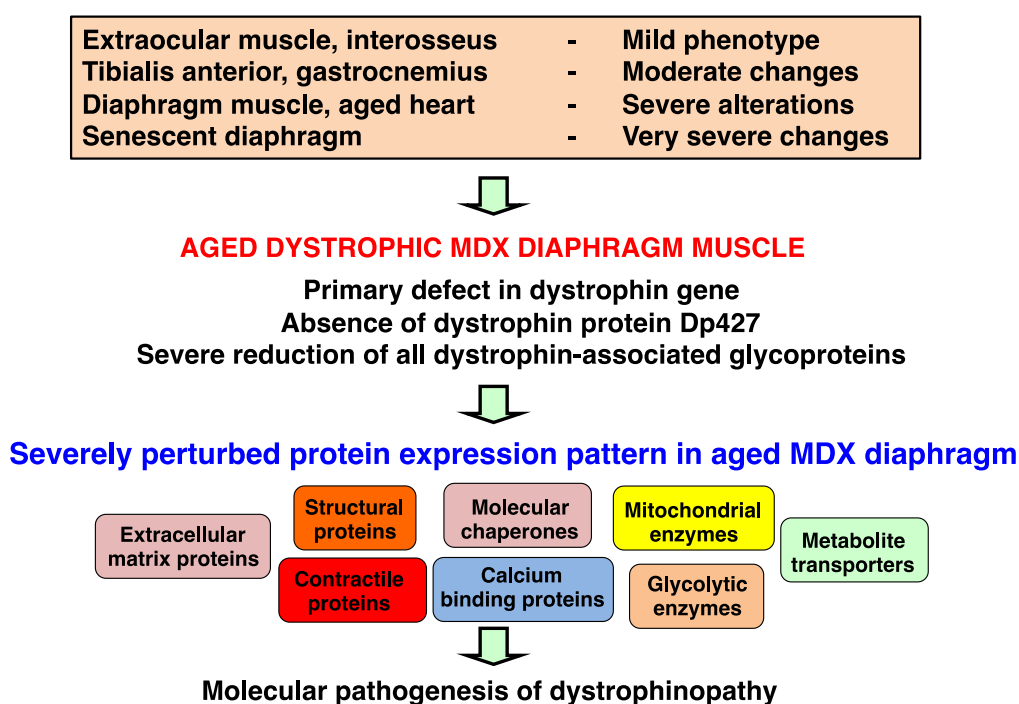 Extraocular muscle, interosseus - Mild phenotype
Tibialis anterior, gastrocnemius - Moderate changes
Diaphragm muscle, aged heart - Severe alterations
Senescent diaphragm - Very severe changes
AGED DYSTROPHIC MDX DIAPHRAGM MUSCLE
Primary defect in dystrophin gene
Absence of dystrophin protein Dp427
Severe reduction of all dystrophin-associated glycoproteins
Severely perturbed protein expression pattern in aged MDX diaphragm
Extracellular
matrix proteins
Structural
proteins
Molecular
chaperones
Mitochondrial
enzymes
Metabolite
transporters
Contractile
proteins
Calcium
binding proteins
Glycolytic
enzymes
Molecular pathogenesis of dystrophinopathy